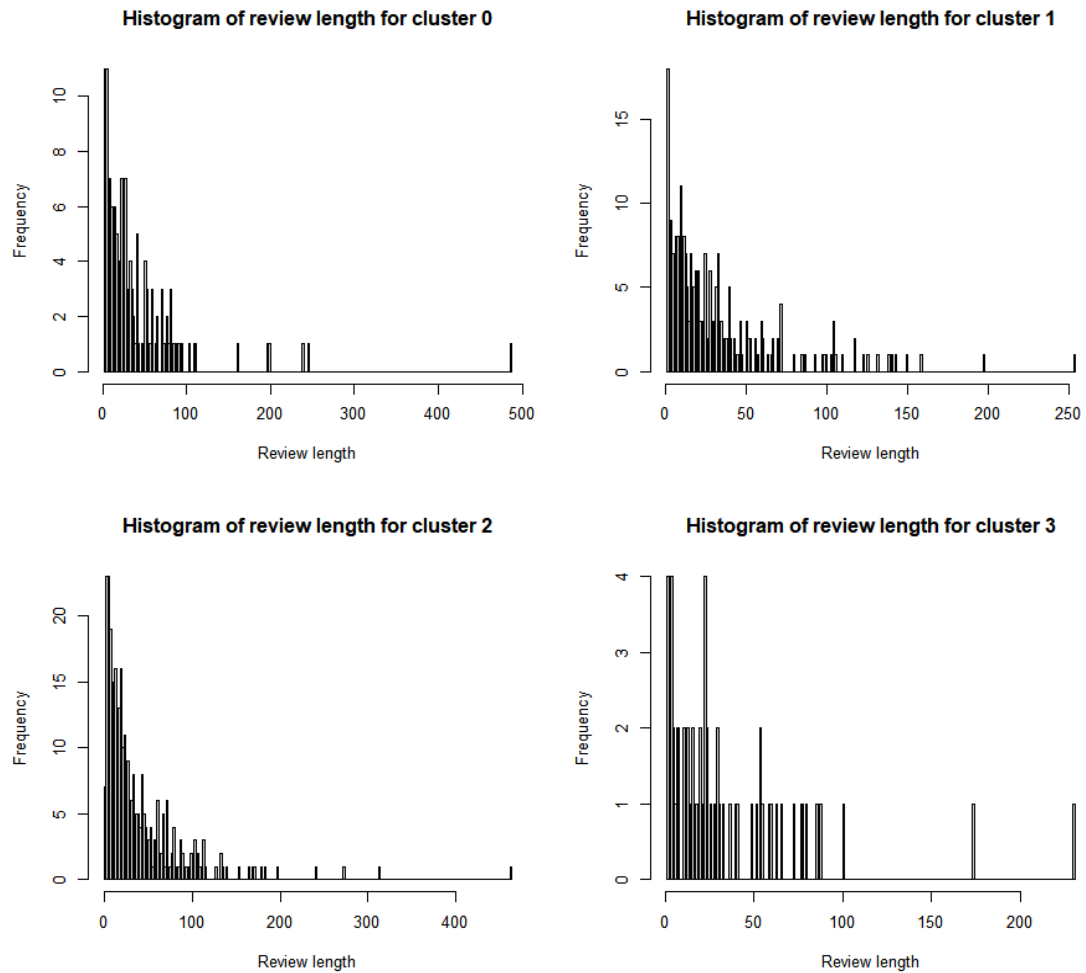 Histogram of review length for cluster 0
Frequency
0 2 4 6 8 10
0 100 200 300 400 500
Review length
Histogram of review length for cluster 1
Frequency
0 5 10 15
0 50 100 150 200 250
Review length
Histogram of review length for cluster 2
Frequency
0 5 10 15 20
0 100 200 300 400
Review length
Histogram of review length for cluster 3
Frequency
0 1 2 3 4
0 50 100 150 200
Review length